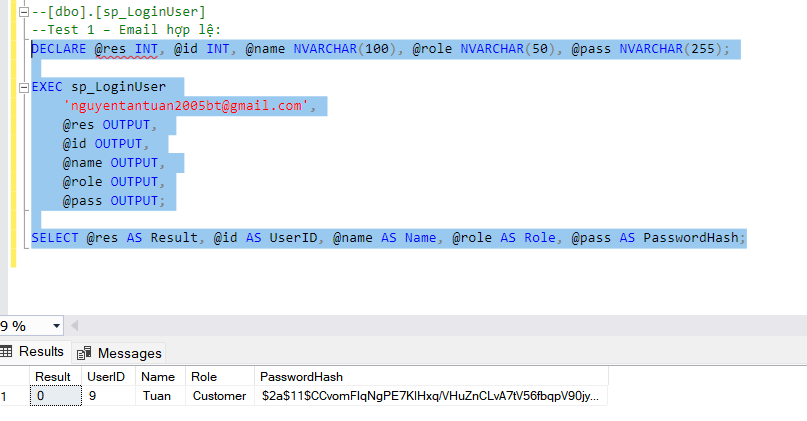 --[dbo].[sp_LoginUser]
--Test 1 – Email hợp lệ:
DECLARE @res INT, @id INT, @name NVARCHAR(100), @role NVARCHAR(50), @pass NVARCHAR(255);
EXEC sp_LoginUser
'nguyentantuan2005bt@gmail.com',
@res OUTPUT,
@id OUTPUT,
@name OUTPUT,
@role OUTPUT,
@pass OUTPUT;
SELECT @res AS Result, @id AS UserID, @name AS Name, @role AS Role, @pass AS PasswordHash;
9 %
Results Messages
Result UserID Name Role PasswordHash
1 0 9 Tuan Customer $2a$11$CCvomFIqNgPE7KlHxq/VHuZnCLvA7tV56fbqpV90jy...